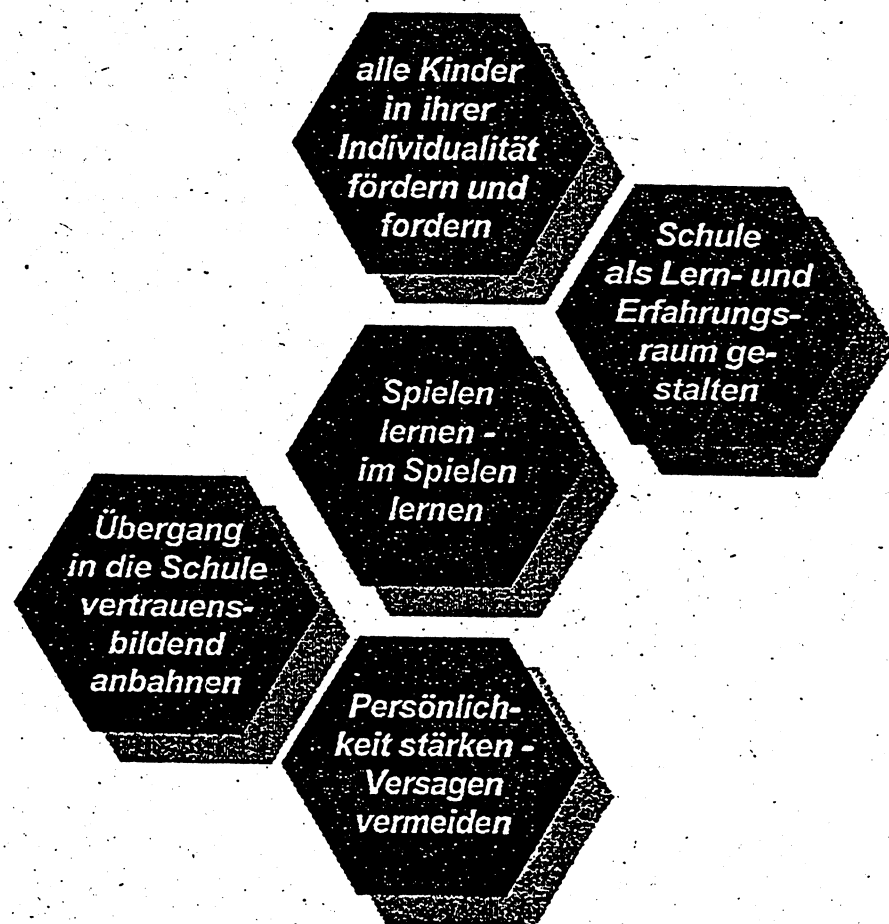 alle Kinder
in ihrer
Individualität
fördern und
fordern
Schule
als Lern- und
Erfahrungs-
raum ge-
stalten
Spielen
lernen -
im Spielen
lernen
Übergang
in die Schule
vertrauens-
bildend
anbahnen
Persönlich-
keit stärken -
Versagen
vermeiden